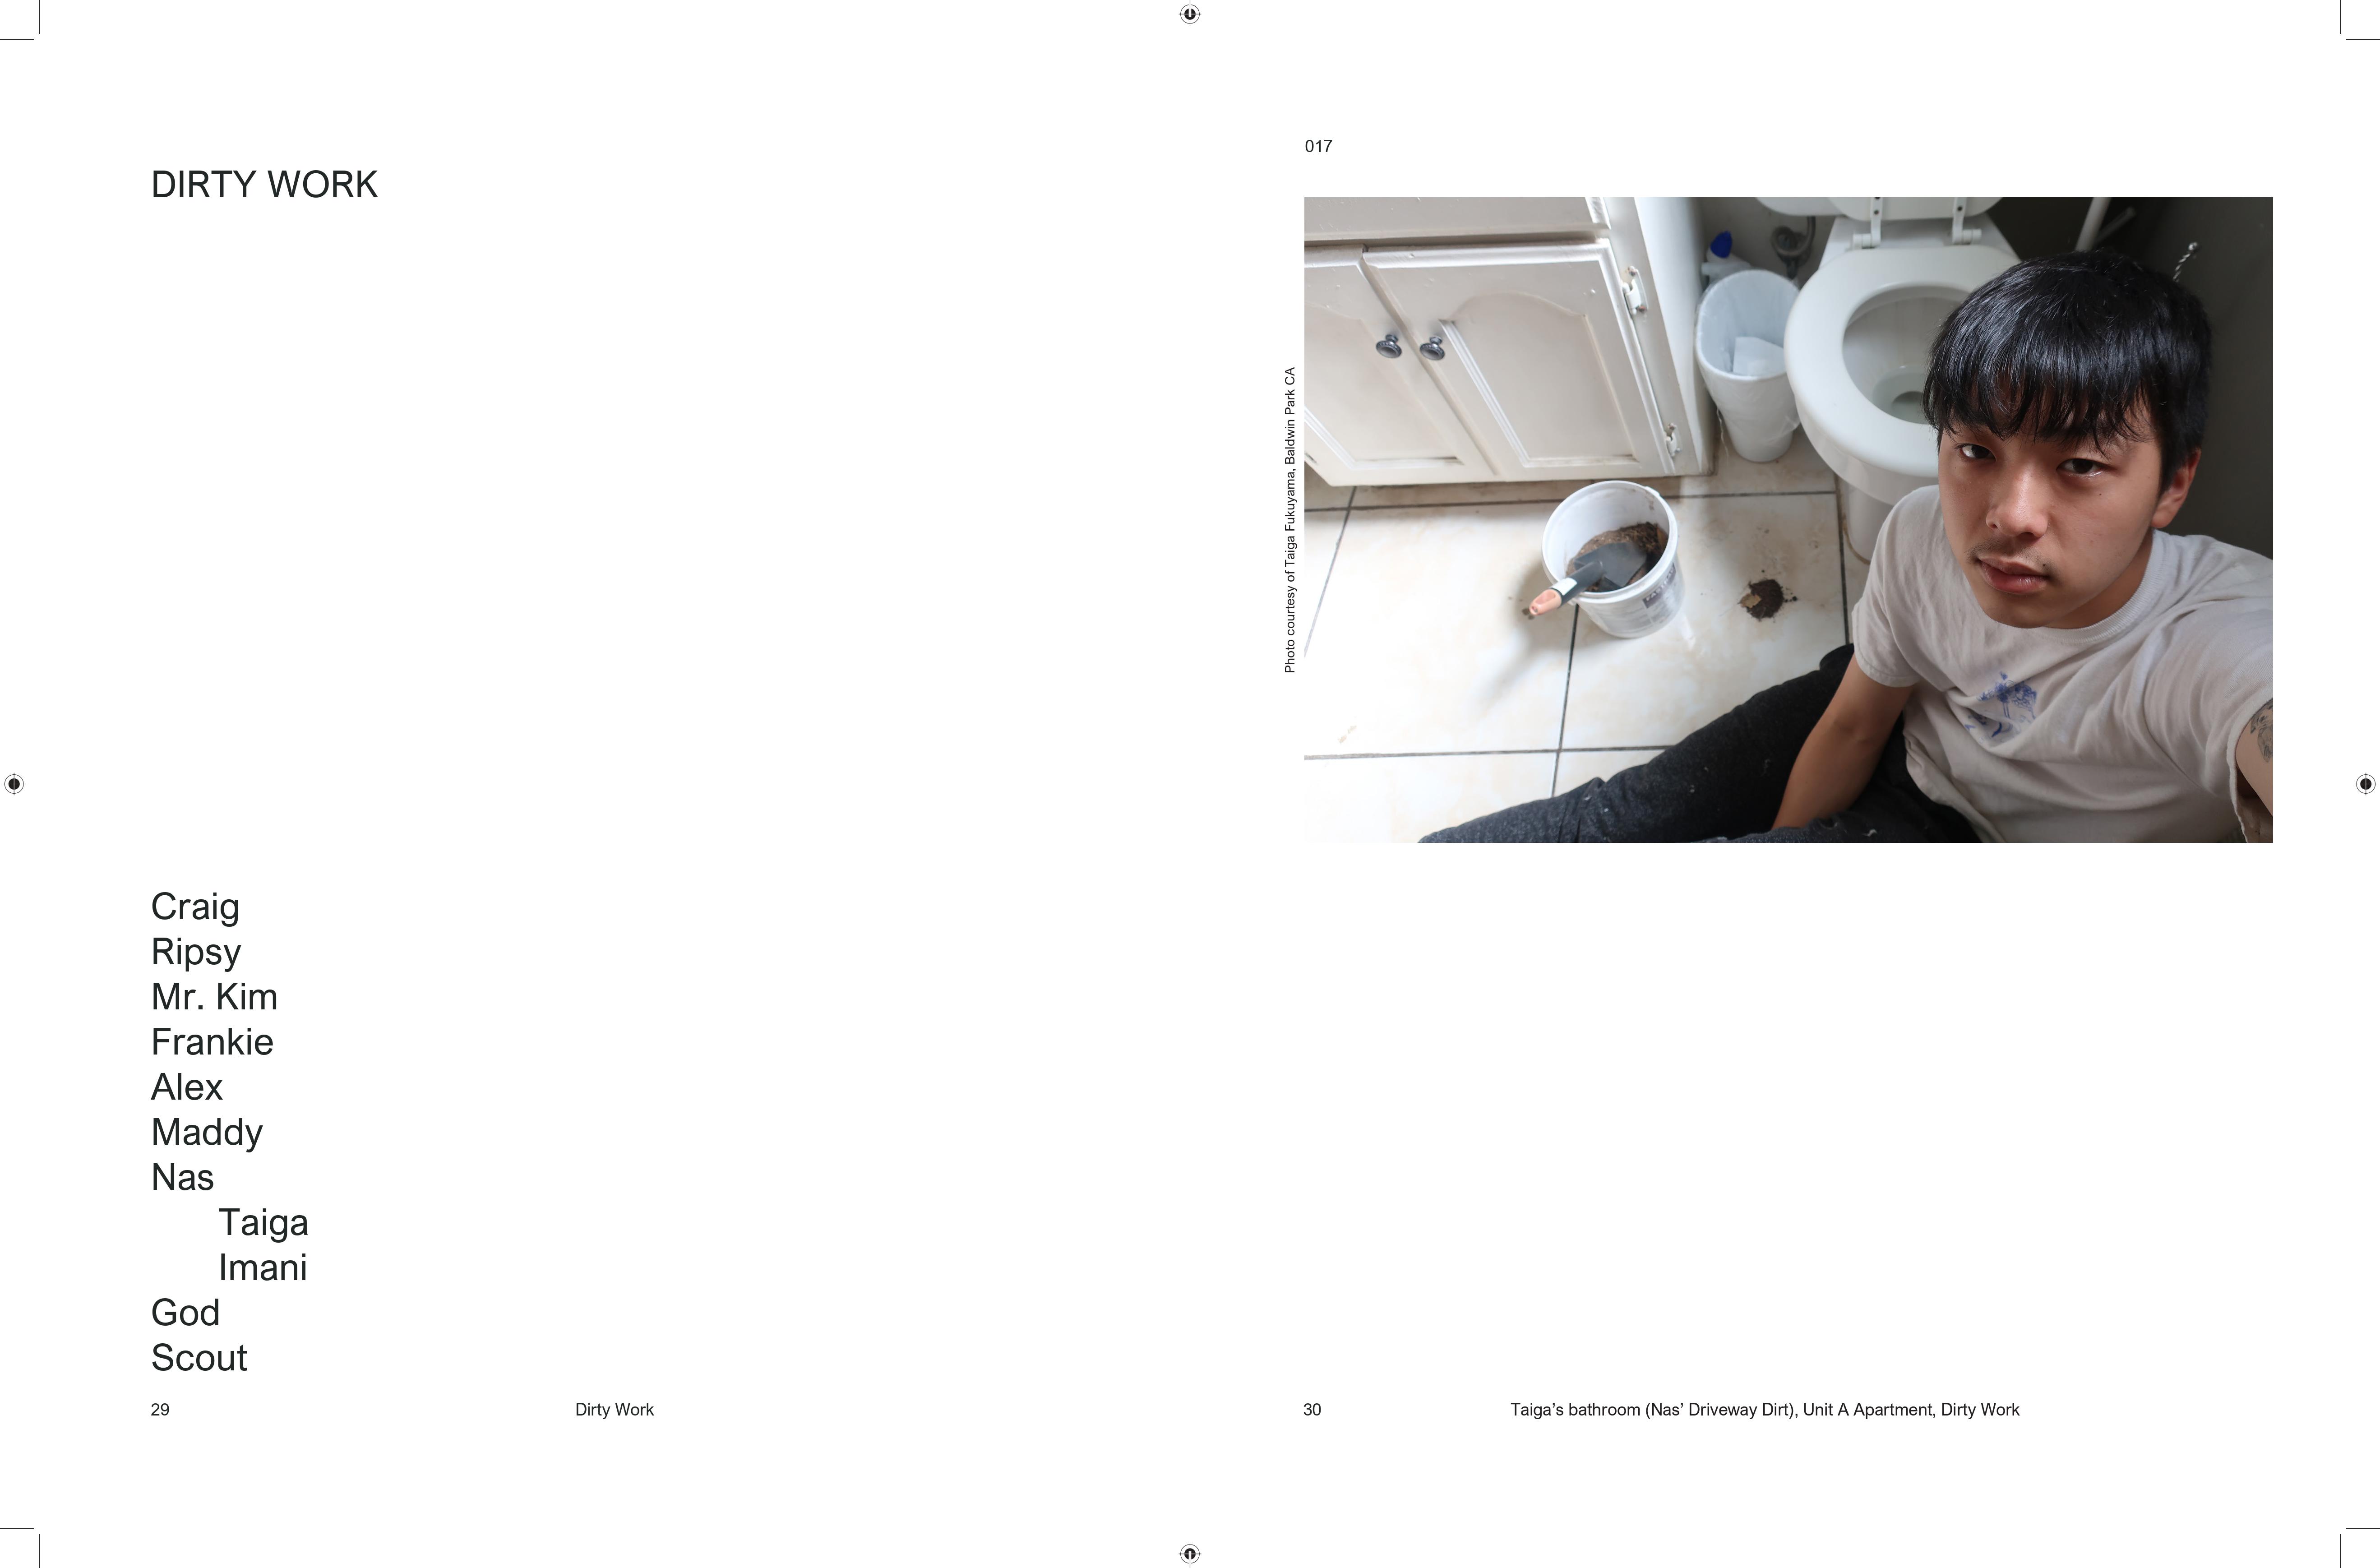 DIRTY WORK
Craig
Ripsy
Mr. Kim
Frankie
Alex
Maddy
Nas
Taiga
Imani
God
Scout
29
Dirty Work
017
Photo courtesy of Taiga Fukuyama, Baldwin Park CA
30
Taiga’s bathroom (Nas’ Driveway Dirt), Unit A Apartment, Dirty Work